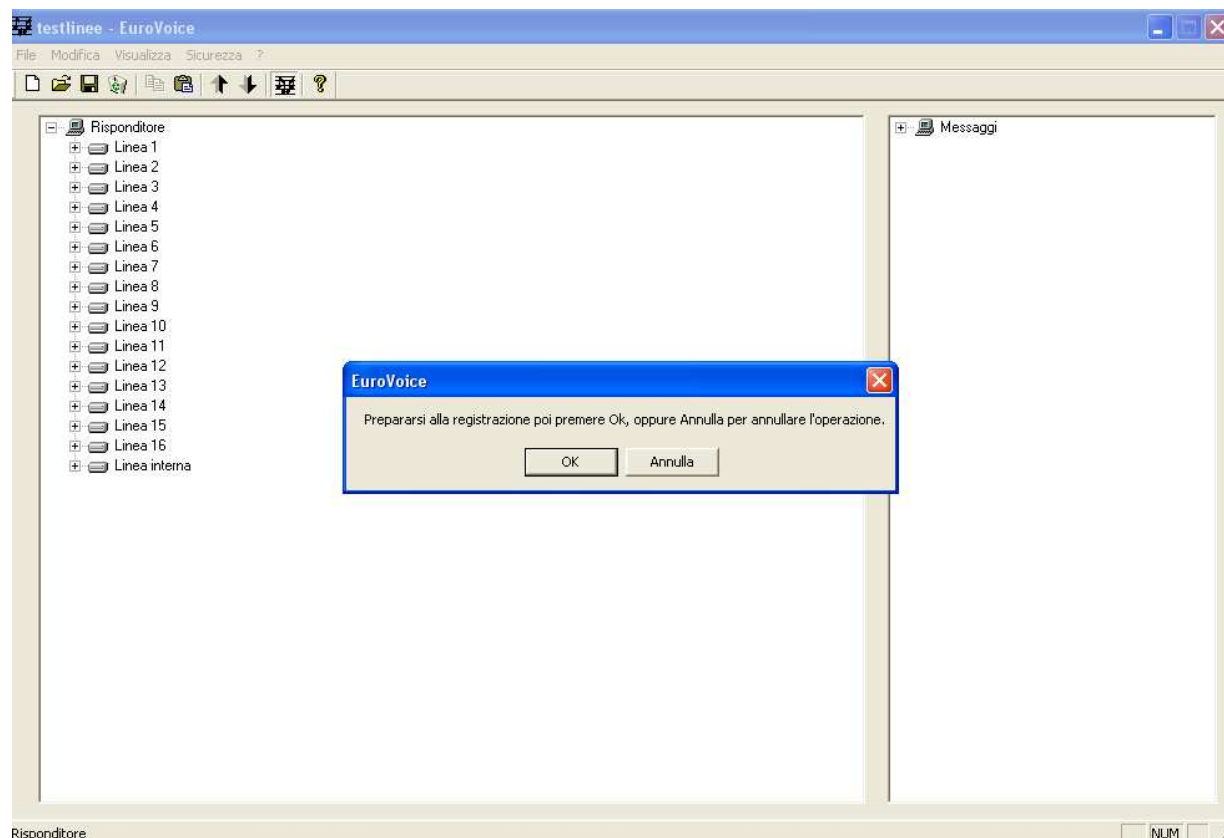 testlinee - EuroVoice
File Modifica Visualizza Sicurezza ?
Risponditore
Linea 1
Linea 2
Linea 3
Linea 4
Linea 5
Linea 6
Linea 7
Linea 8
Linea 9
Linea 10
Linea 11
Linea 12
Linea 13
Linea 14
Linea 15
Linea 16
Linea interna
Messaggi
EuroVoice
Prepararsi alla registrazione poi premere Ok, oppure Annulla per annullare l'operazione.
OK Annulla
Risponditore NUM